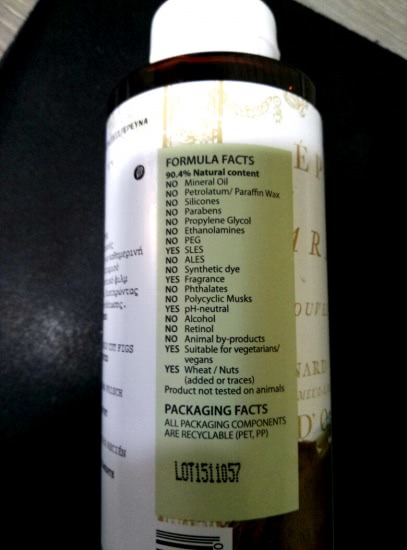 FORMULA FACTS
90.4% Natural content
NO Mineral Oil
NO Petrolatum/ Paraffin Wax
NO Silicones
NO Parabens
NO Propylene Glycol
NO Ethanolamines
NO PEG
YES SLES
NO ALES
NO Synthetic dye
YES Fragrance
NO Phthalates
NO Polycyclic Musks
YES pH-neutral
NO Alcohol
NO Retinol
NO Animal by-products
YES Suitable for vegetarians/
vegans
YES Wheat / Nuts
(added or traces)
Product not tested on animals
PACKAGING FACTS
ALL PACKAGING COMPONENTS
ARE RECYCLABLE (PET, PP)
LOT1511057